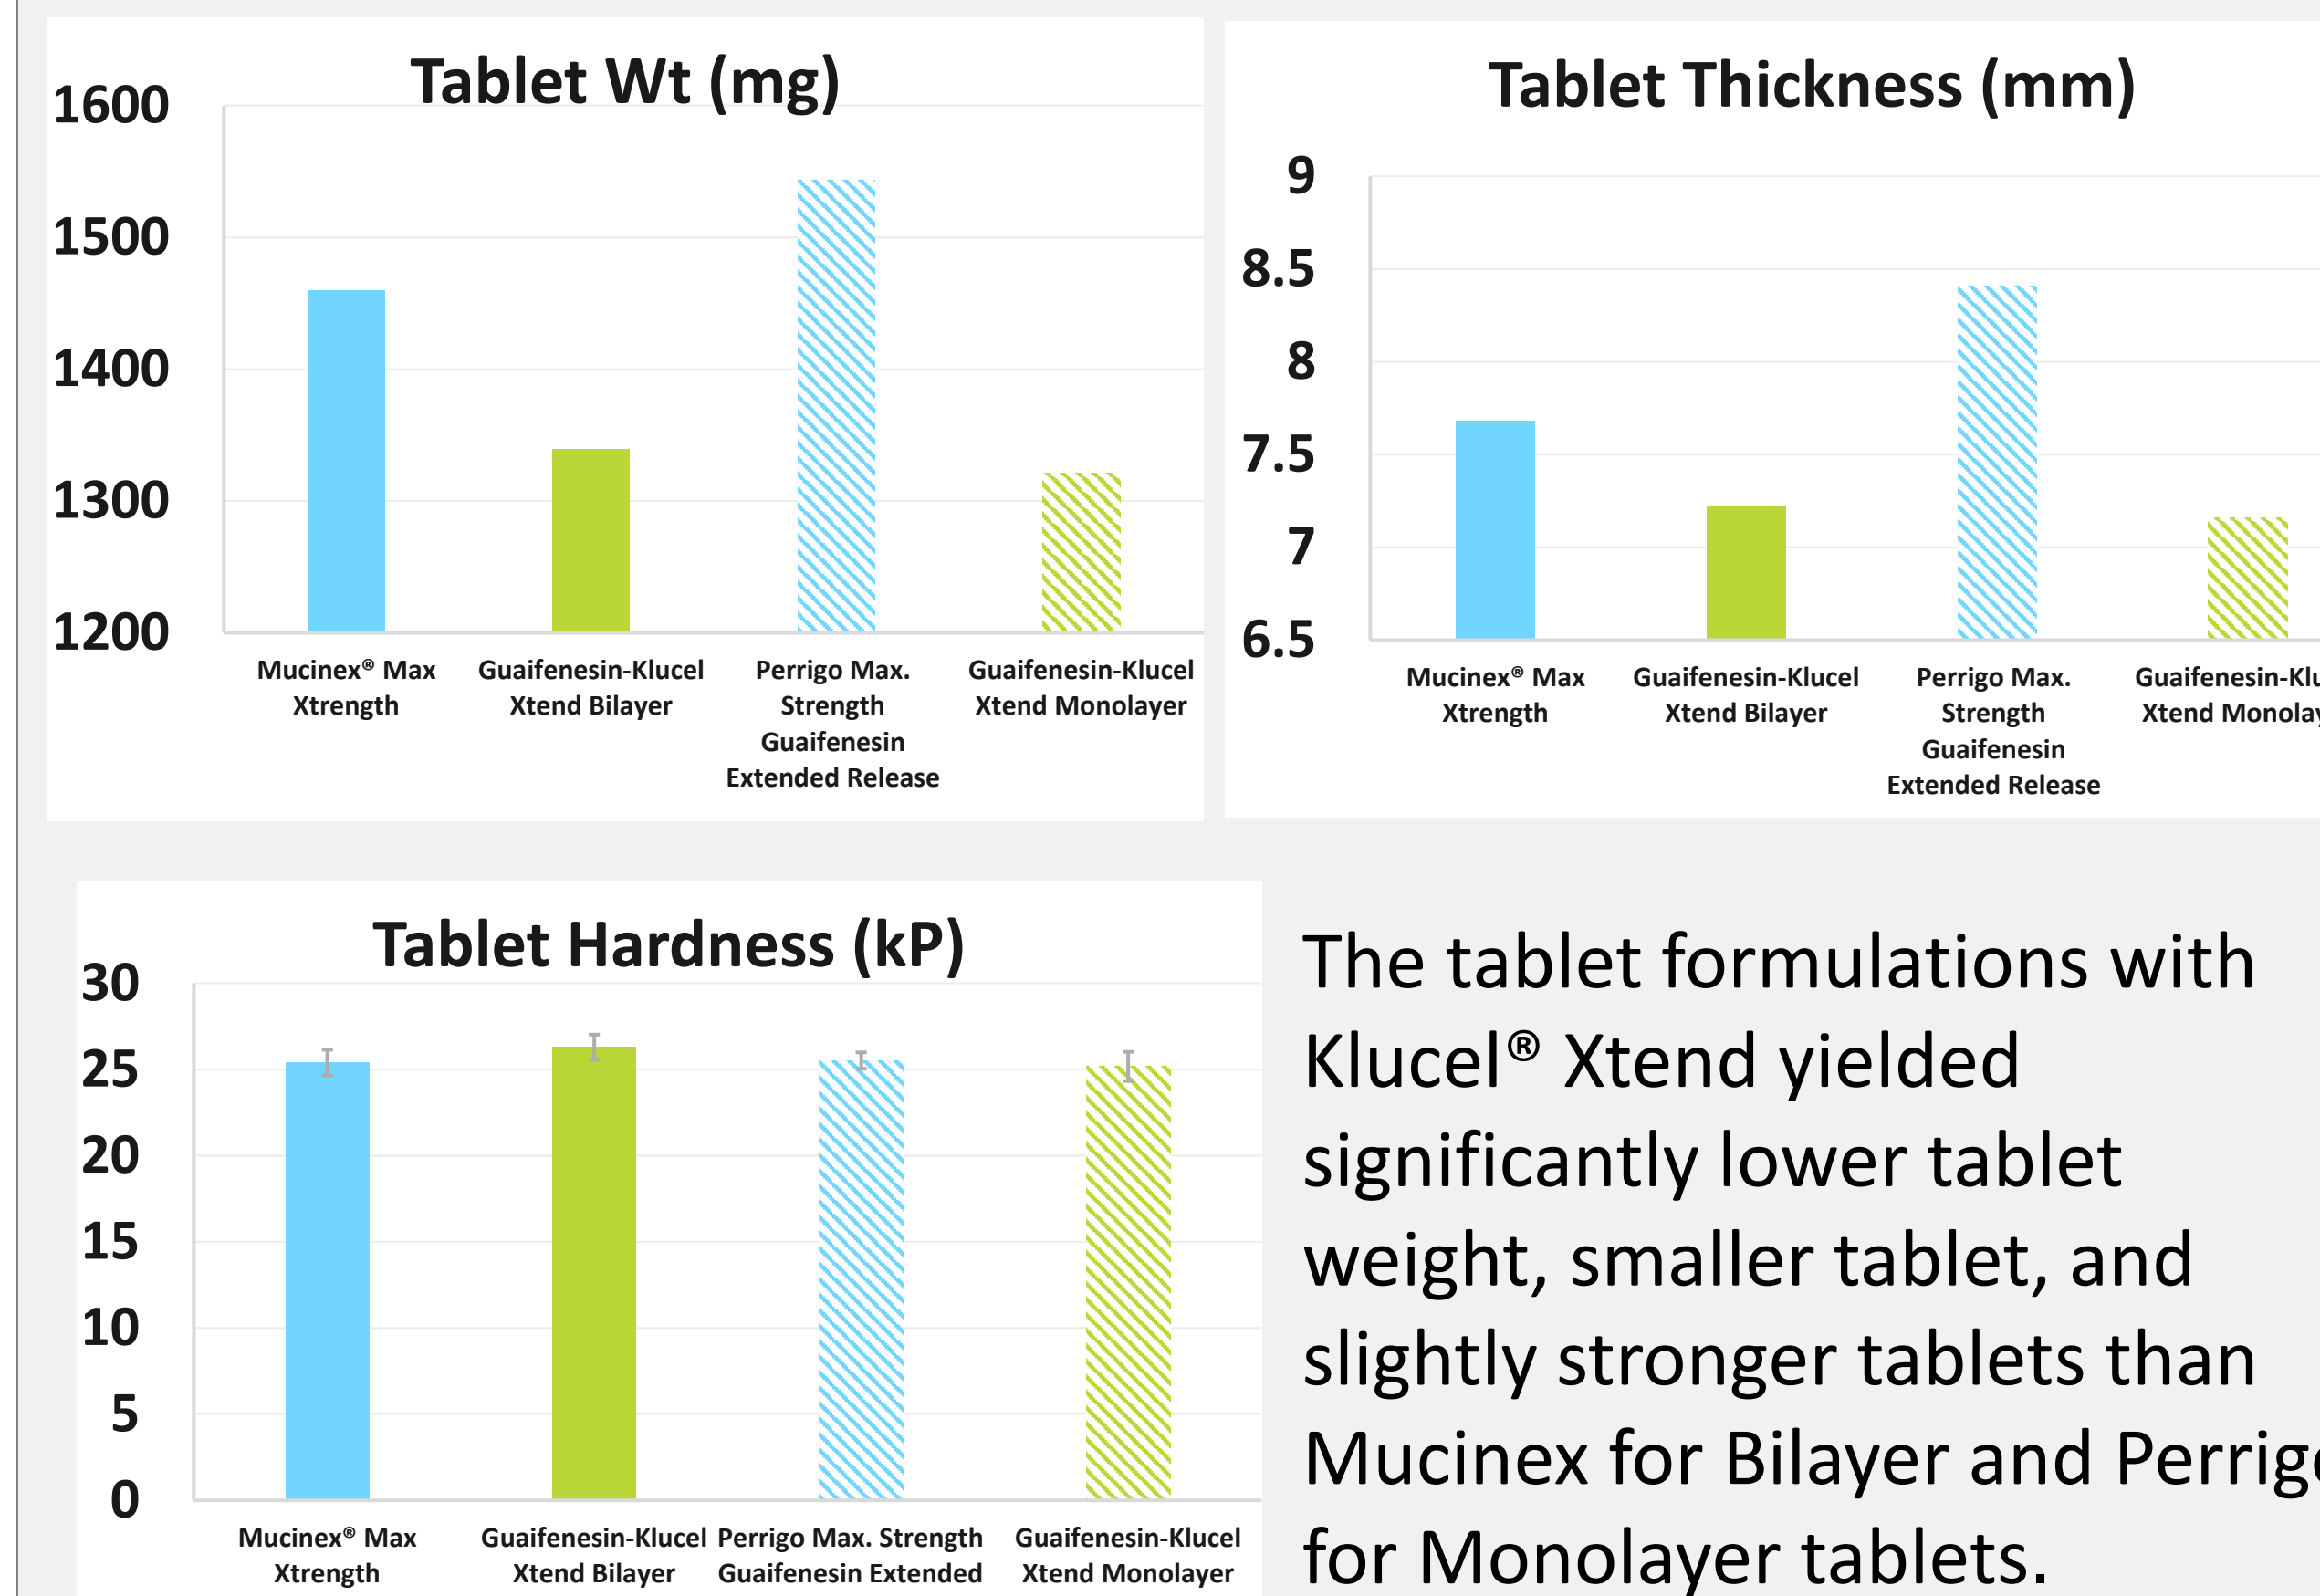 Tablet Wt (mg)
1600
1500
1400
1300
1200
Mucinex® Max
Xtrength
Guaifenesin-Klucel
Xtend Bilayer
Perrigo Max.
Strength
Guaifenesin
Extended Release
Guaifenesin-Klucel
Xtend Monolayer
Tablet Thickness (mm)
9
8.5
8
7.5
7
6.5
Mucinex® Max
Xtrength
Guaifenesin-Klucel
Xtend Bilayer
Perrigo Max.
Strength
Guaifenesin
Extended Release
Guaifenesin-Klu
Xtend Monolay
Tablet Hardness (kP)
30
25
20
15
10
5
0
Mucinex® Max
Xtrength
Guaifenesin-Klucel
Xtend Bilayer
Perrigo Max. Strength
Guaifenesin Extended
Guaifenesin-Klucel
Xtend Monolayer
The tablet formulations with
Klucel® Xtend yielded
significantly lower tablet
weight, smaller tablet, and
slightly stronger tablets than
Mucinex for Bilayer and Perrigo
for Monolayer tablets.